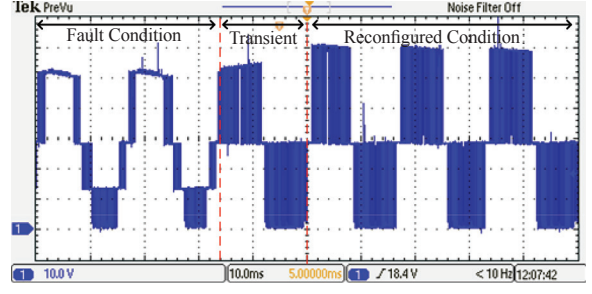 Tek PreVu
Noise Filter Off
Fault Condition
Transient
Reconfigured Condition
1
1 10.0 V
10.0ms 5.00000ms
1 18.4 V
< 10 Hz
12:07:42